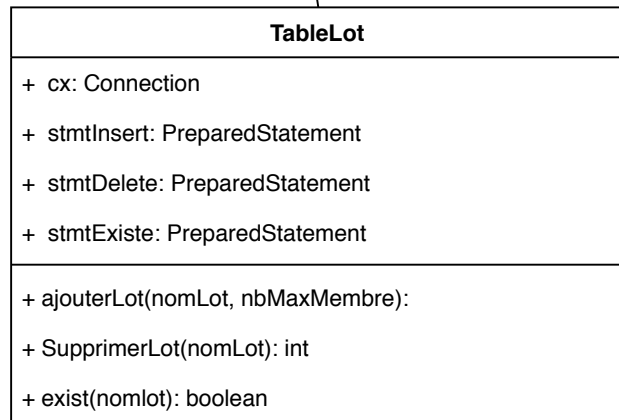 TableLot
+ cx: Connection
+ stmtInsert: PreparedStatement
+ stmtDelete: PreparedStatement
+ stmtExiste: PreparedStatement
+ ajouterLot(nomLot, nbMaxMembre):
+ SupprimerLot(nomLot): int
+ exist(nomlot): boolean